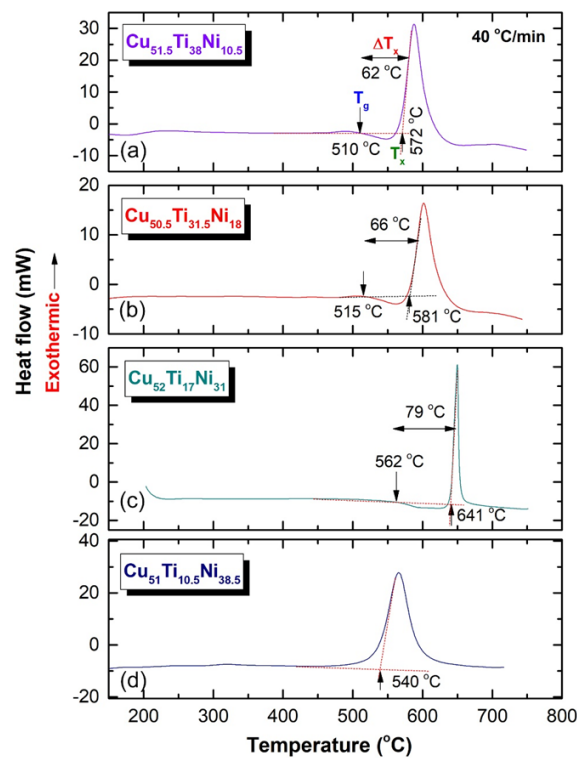 Cu51.5Ti38Ni10.5
40 °C/min
ΔTx
62 °C
Tg
510 °C
Tx
572 °C
(a)
30
20
10
0
-10
Cu50.5Ti31.5Ni18
66 °C
515 °C
581 °C
(b)
20
10
0
-10
Cu52Ti17Ni31
79 °C
562 °C
641 °C
(c)
60
40
20
0
-20
Cu51Ti10.5Ni38.5
540 °C
(d)
40
20
0
-20
Heat flow (mW)
Exothermic
200 300 400 500 600 700 800
Temperature (°C)